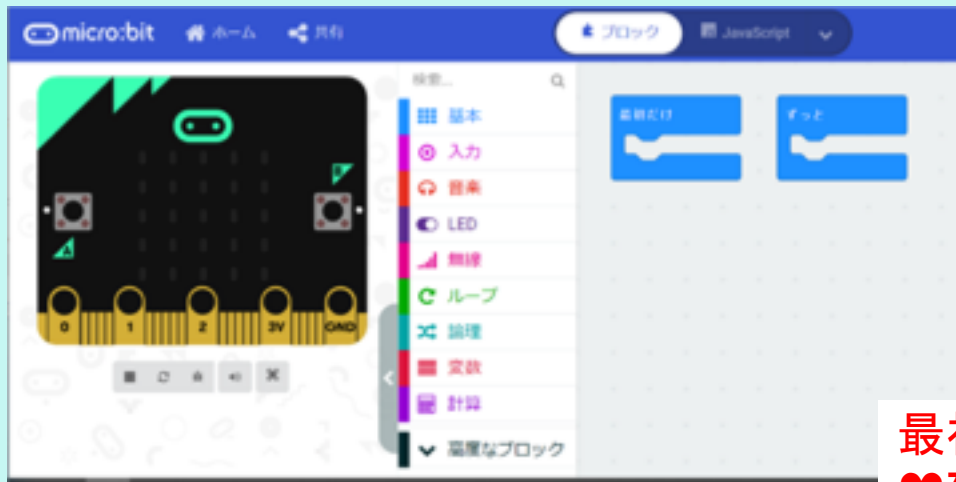 micro:bit ホーム 共有 ブロック JavaScript
検索...
基本
入力
音楽
LED
無線
ループ
論理
変数
計算
高度なブロック
最初だけ ずっと
A
B
0 1 2 3V GND
最